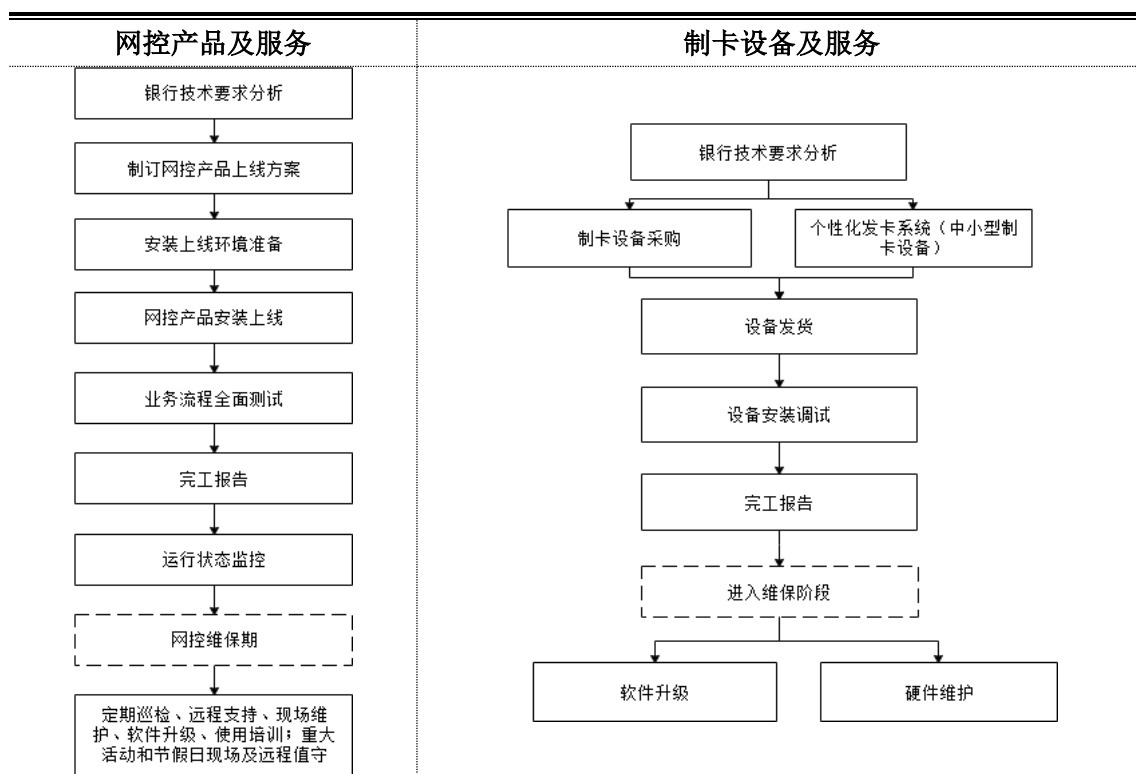 网控产品及服务
制卡设备及服务
银行技术要求分析
制订网控产品上线方案
安装上线环境准备
网控产品安装上线
业务流程全面测试
完工报告
运行状态监控
网控维保期
定期巡检、远程支持、现场维
护、软件升级、使用培训；重大
活动和节假日现场及远程值守
银行技术要求分析
制卡设备采购
个性化发卡系统（中小型制
卡设备）
设备发货
设备安装调试
完工报告
进入维保阶段
软件升级
硬件维护